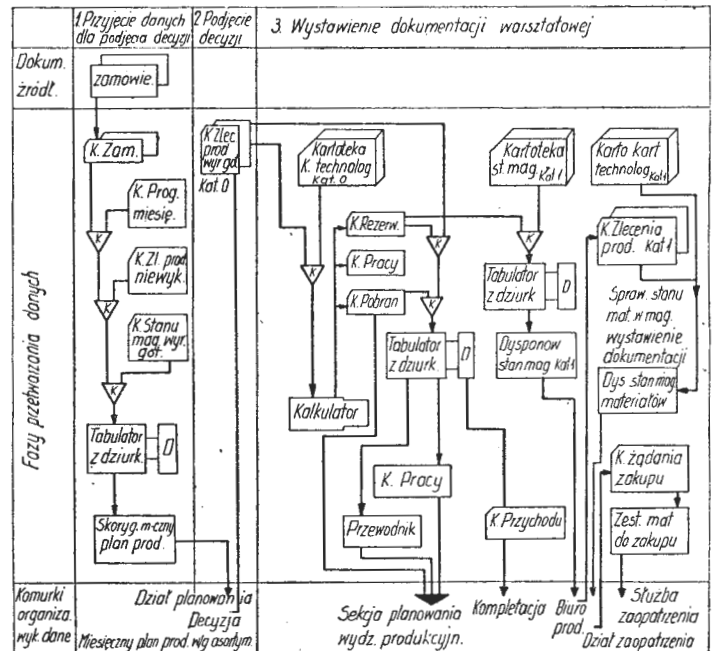 1. Przyjęcie danych
dla podjęcia decyzji
2 Podjęcie
decyzji
3. Wystawienie dokumentacji warsztatowej
Dokum.
źródł.
zamowie.
Fazy przetwarzania danych
K. Zam.
K. Prog.
miesię.
K
K. Zl. prod.
niewyk.
K
K. Stanu
mag. wyr.
got.
K
Tabulator
z dziurk.
D
Skoryg. m-czny
plan prod.
K. Zlec.
prod
wyr gd.
Kat. 0
Kartoteka
K. technolog
Kat. 0
K
Kalkulator
K. Rezerw.
K. Pracy
K. Pobran
K
K
Tabulator
z dziurk.
D
K. Pracy
Przewodnik
K Przychodu
Kartoteka
st. mag. Kat 1
K
Tabulator
z dziurk
D
Dysponow
stan mag Kat 1
Karto kart
technolog Kat 1
K. Zlecenia
prod. Kat 1
Spraw. stanu
mat. w mag.
wystawienie
dokumentacji
Dys stan mag.
materiałów
K. żądania
zakupu
Zest. mat
do zakupu
Komurki
organiza.
wyk dane
Dział planowania
Decyzja
Miesięczny plan prod. w/g asortym.
Sekcja planowania
wydz. produkcyjn.
Kompletacja
Biuro
prod.
Służba
zaopatrzenia
Dział zaopatrzenia